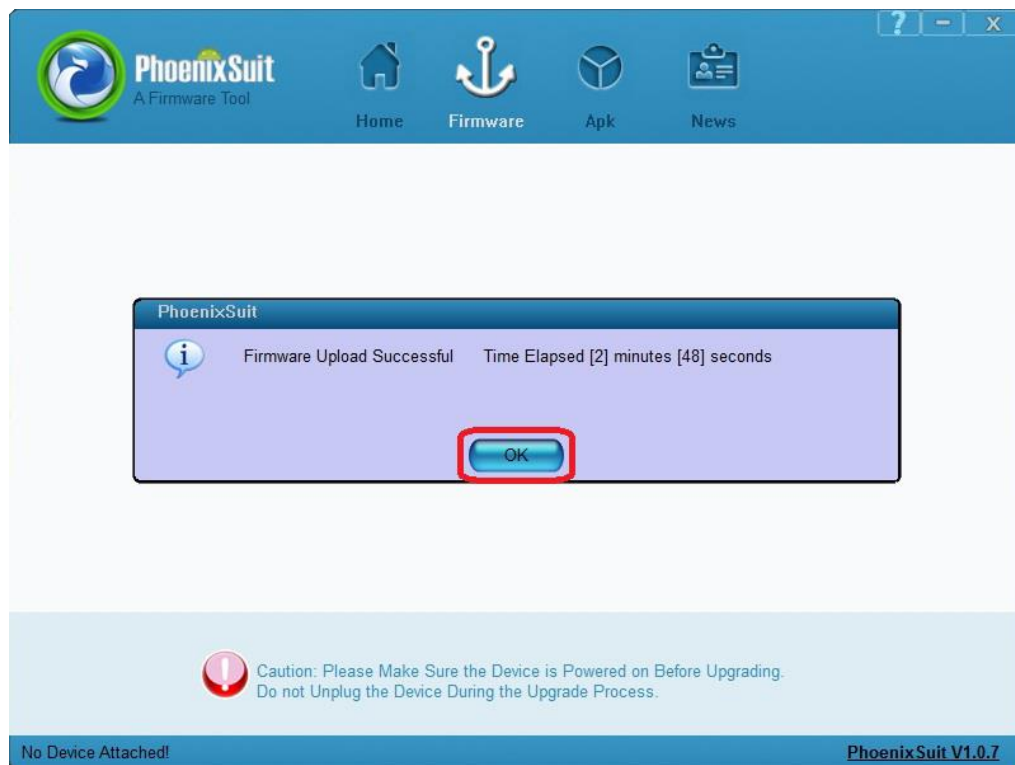 ? - x
PhoenixSuit
A Firmware Tool
Home Firmware Apk News
PhoenixSuit
Firmware Upload Successful Time Elapsed [2] minutes [48] seconds
OK
Caution: Please Make Sure the Device is Powered on Before Upgrading.
Do not Unplug the Device During the Upgrade Process.
No Device Attached! PhoenixSuit V1.0.7